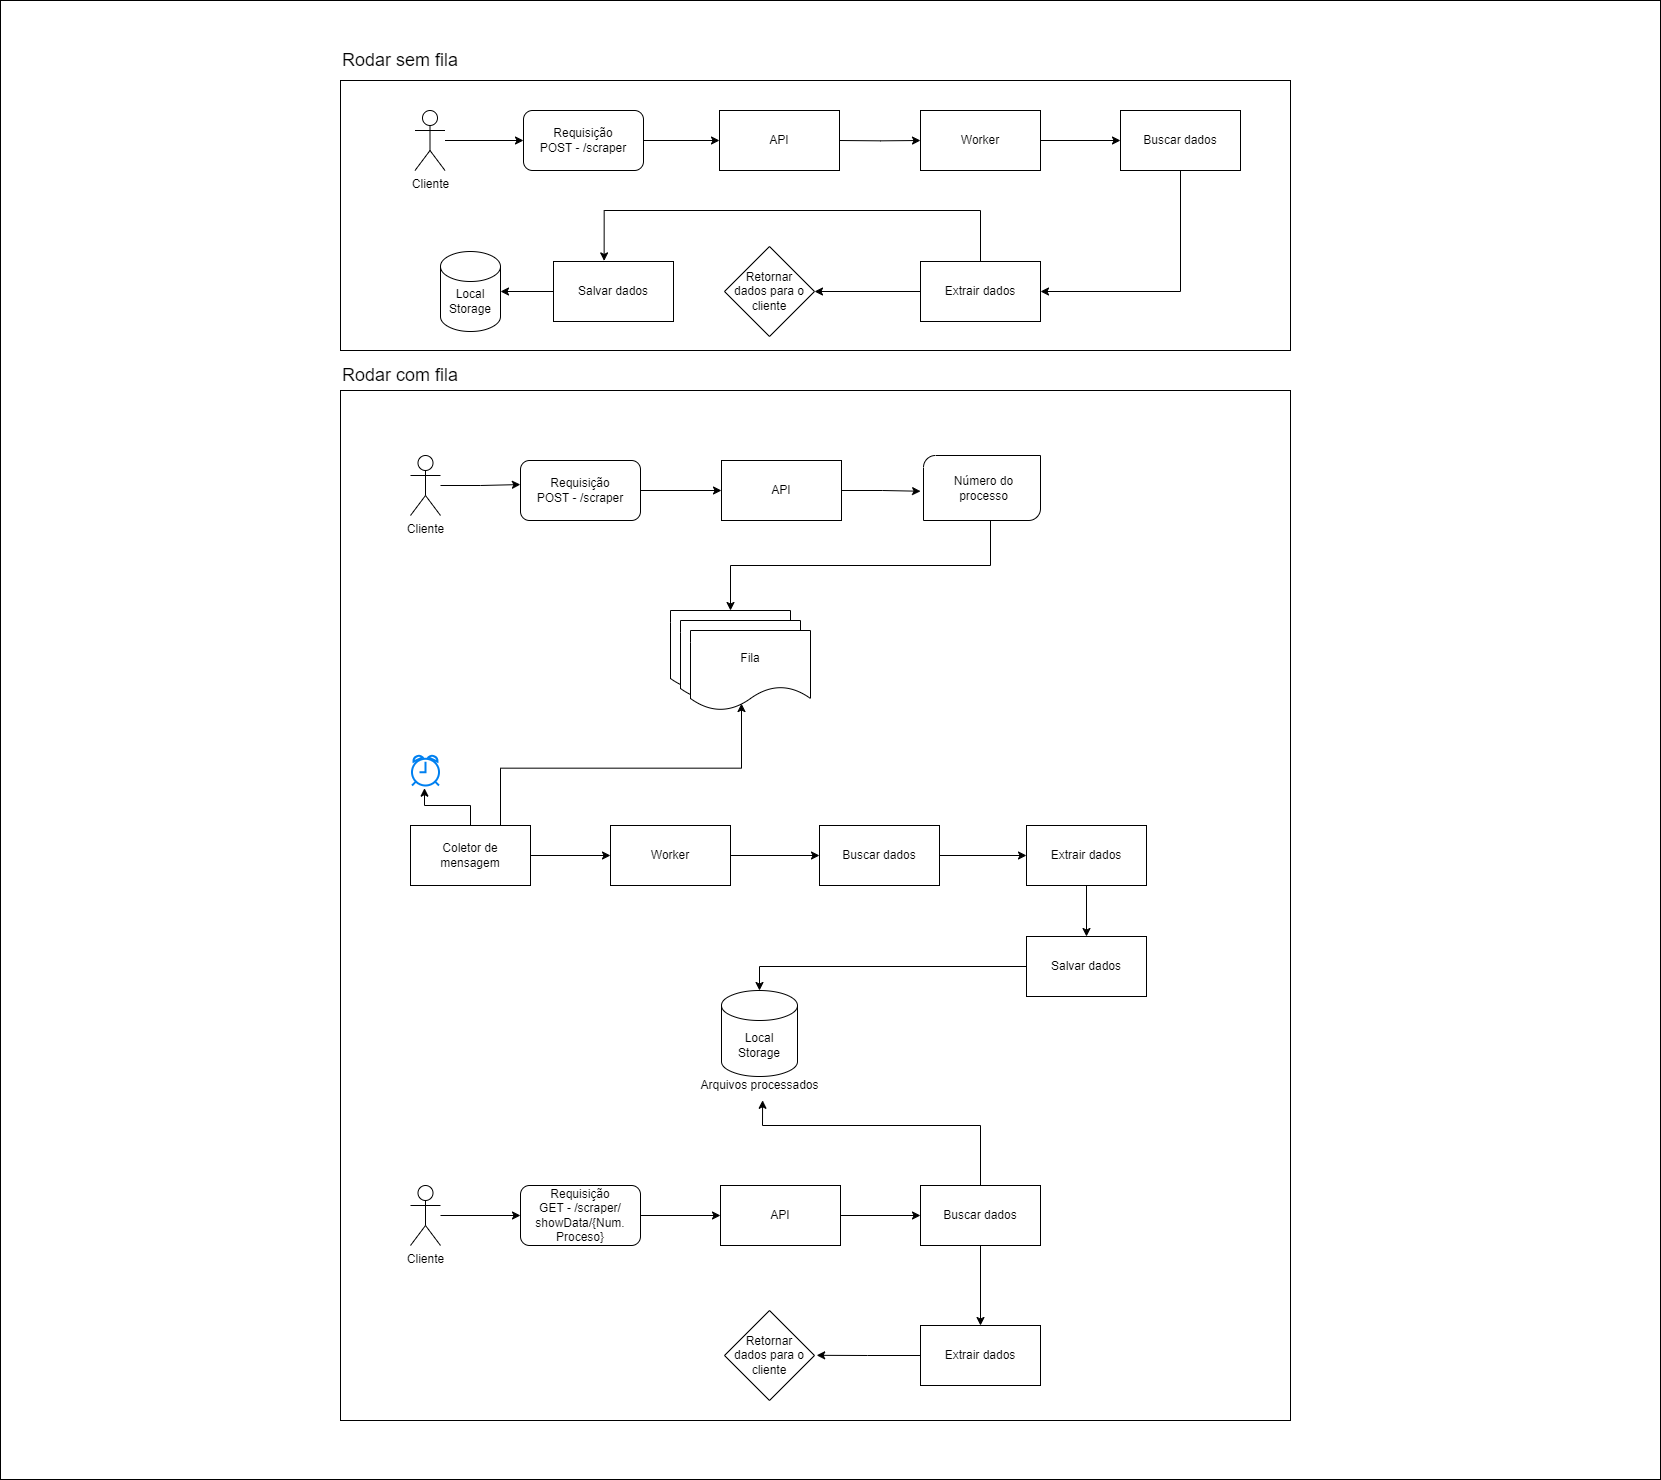 Rodar sem fila
Requisição
POST - /scraper
API
Worker
Buscar dados
Cliente
Local
Storage
Salvar dados
Retornar
dados para o
cliente
Extrair dados
Rodar com fila
Requisição
POST - /scraper
API
Número do
processo
Cliente
Fila
Coletor de
mensagem
Worker
Buscar dados
Extrair dados
Salvar dados
Local
Storage
Arquivos processados
Requisição
GET - /scraper/
showData/{Num.
Proceso}
API
Buscar dados
Cliente
Retornar
dados para o
cliente
Extrair dados